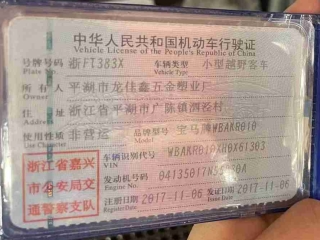 中华人民共和国机动车行驶证
Vehicle License of the People's Republic of China
号牌号码 浙FT383X 车辆类型 小型越野客车
Plate No. Vehicle Type
所有人 平湖市龙佳鑫五金塑业厂
Owner
住址 浙江省平湖市广陈镇泗泾村
Address
使用性质 非营运 品牌型号 宝马牌WBAKR010
浙江省嘉兴
市公安局交
通警察支队
车辆识别代号
VIN
发动机号码
Engine No.
注册日期 2017-11-06 发证日期 2017-11-06
Register Date Issue Date